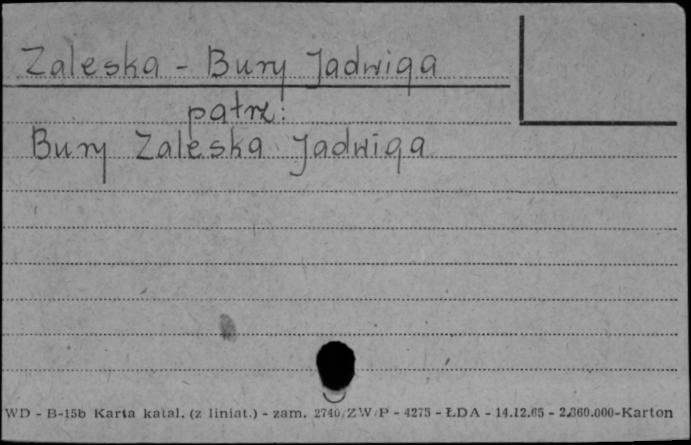 Zaleska - Bury Jadwiga
patrz:
Bury Zaleska Jadwiga
WD - B-15b Karta katal. (z liniat.) - zam. 2740/ZW/P - 4275 - ŁDA - 14.12.65 - 2.360.000-Karton